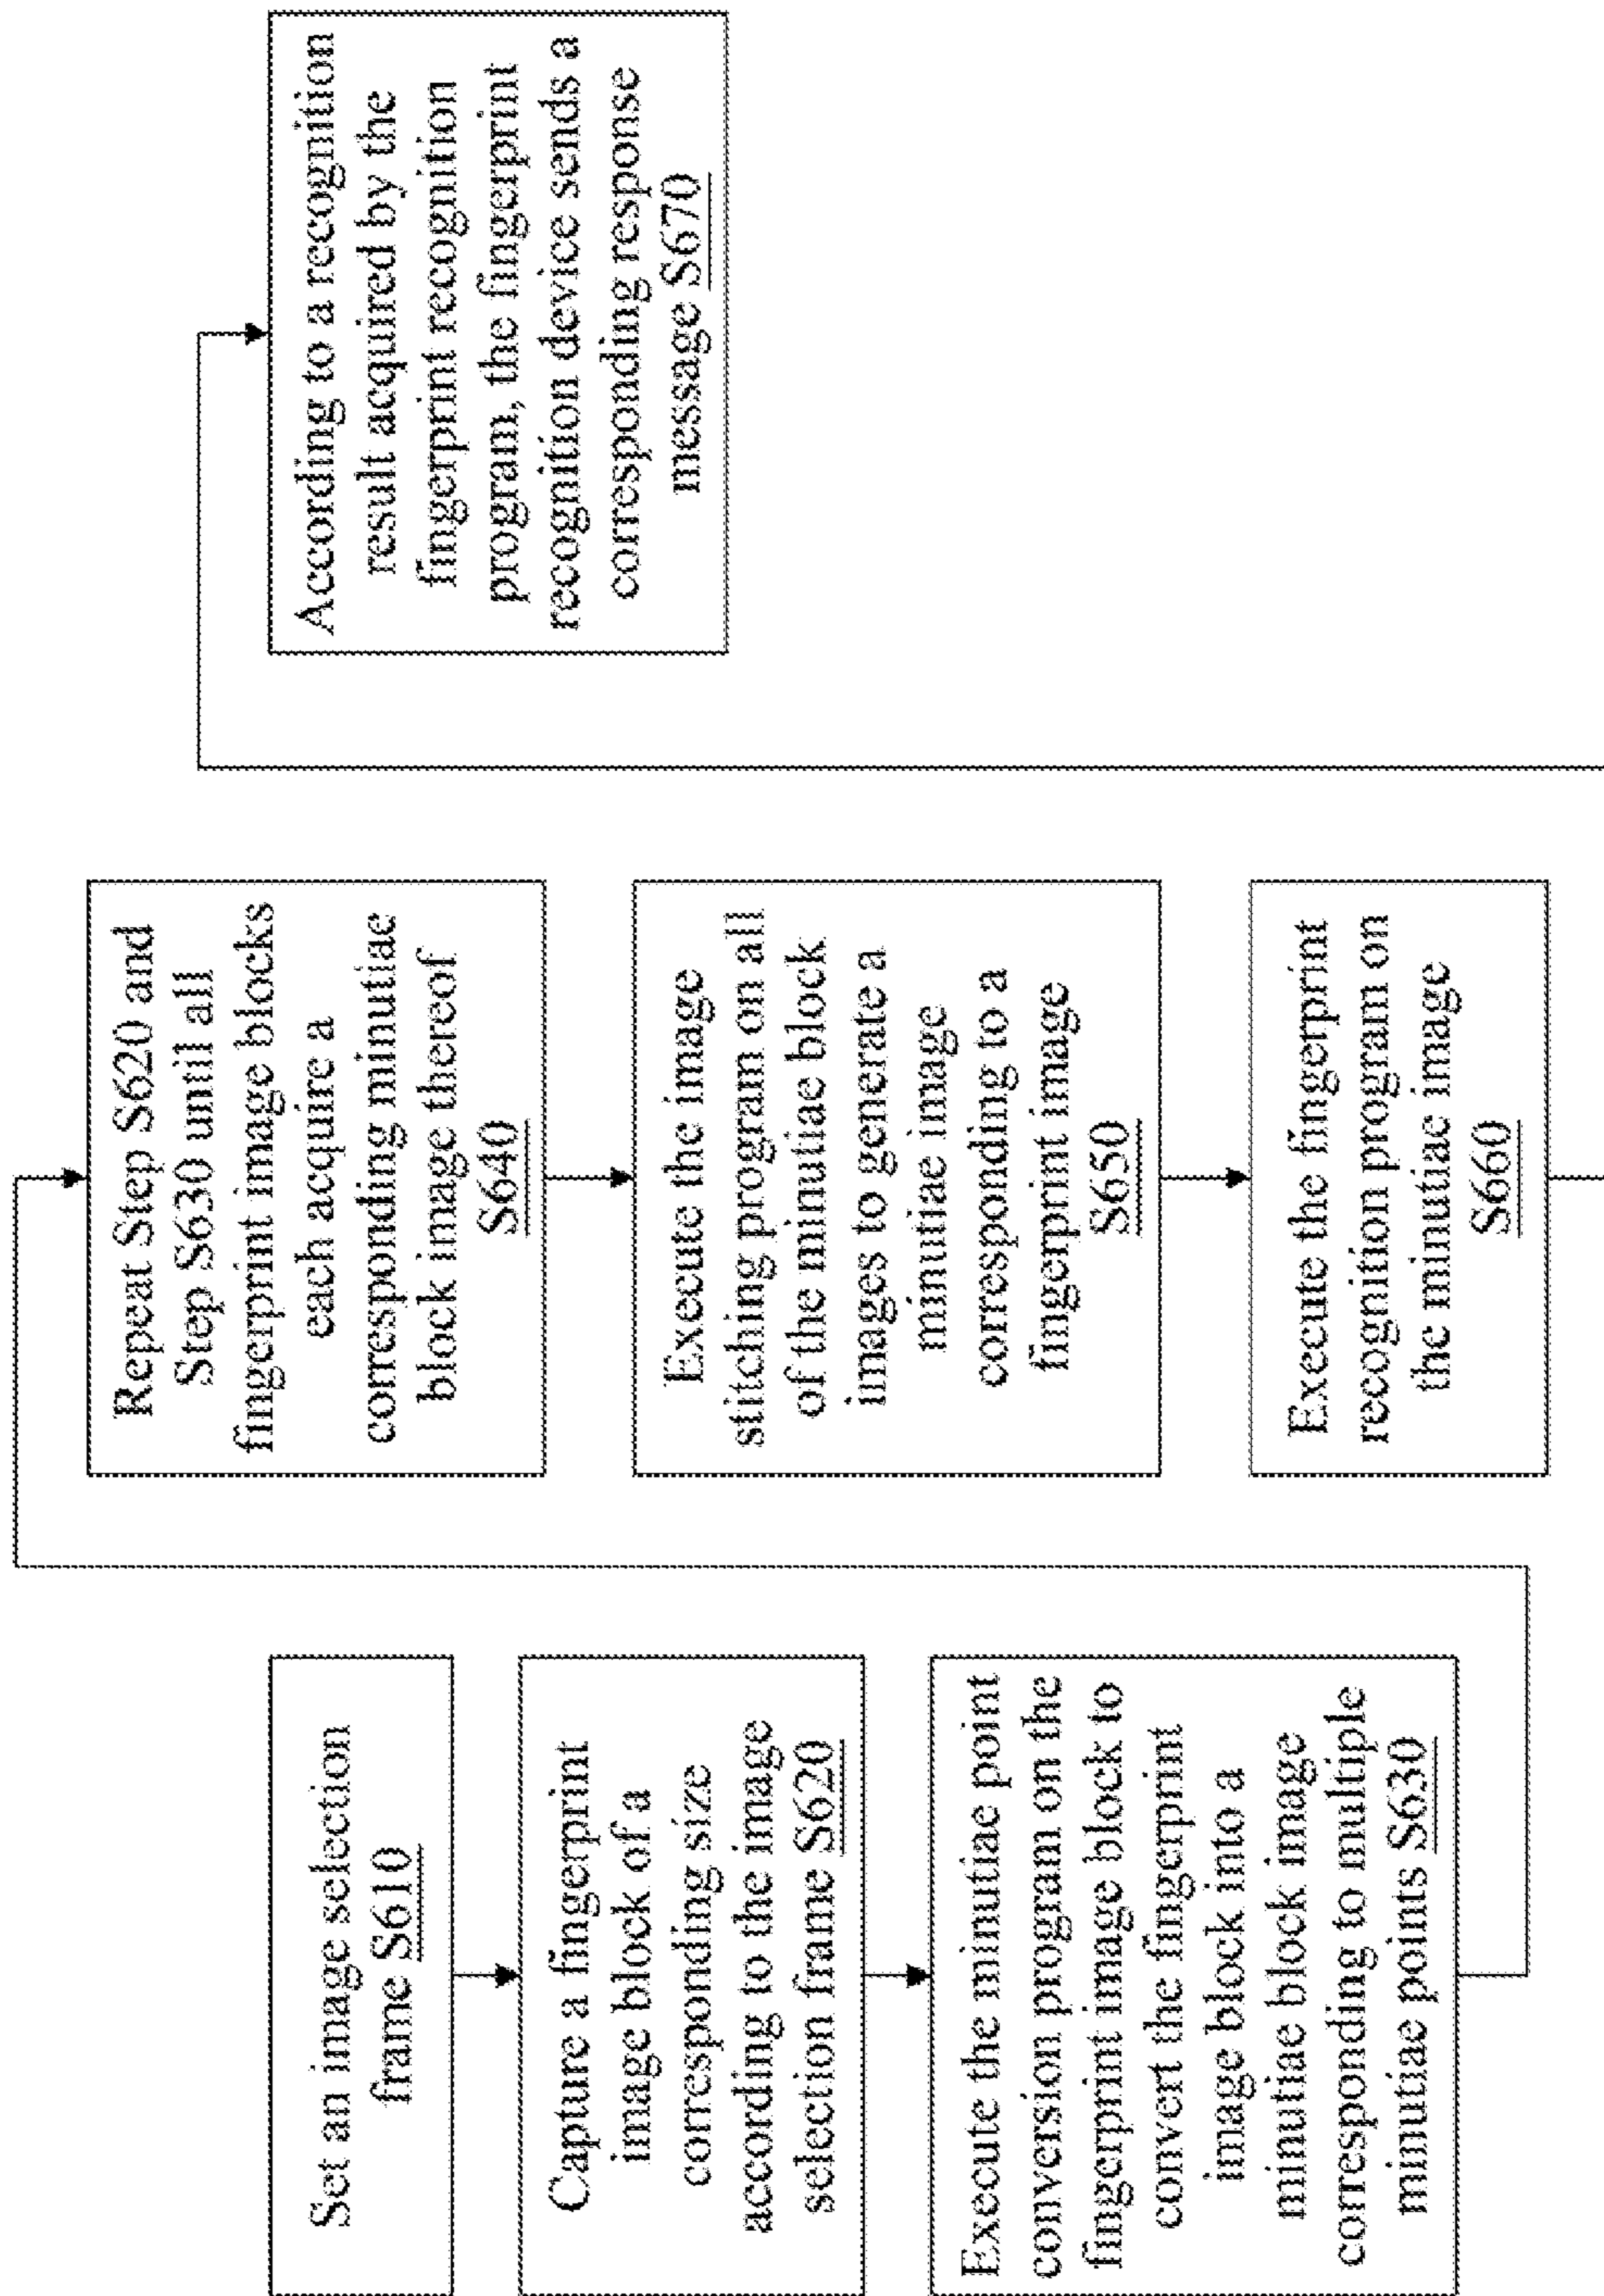 Set an image selection
frame S610
Capture a fingerprint
image block of a
corresponding size
according to the image
selection frame S620
Execute the minutiae point
conversion program on the
fingerprint image block to
convert the fingerprint
image block into a
minutiae block image
corresponding to multiple
minutiae points S630
Repeat Step S620 and
Step S630 until all
fingerprint image blocks
each acquire a
corresponding minutiae
block image thereof
S640
Execute the image
stitching program on all
of the minutiae block
images to generate a
minutiae image
corresponding to a
fingerprint image
S650
Execute the fingerprint
recognition program on
the minutiae image
S660
According to a recognition
result acquired by the
fingerprint recognition
program, the fingerprint
recognition device sends a
corresponding response
message S670